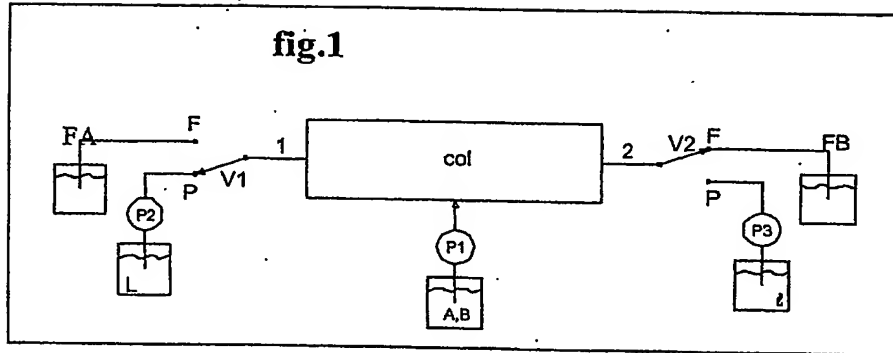 fig.1
FA F 1 col 2 V2 F FB
P V1 P
P2 P1 P3
L A,B ℓ